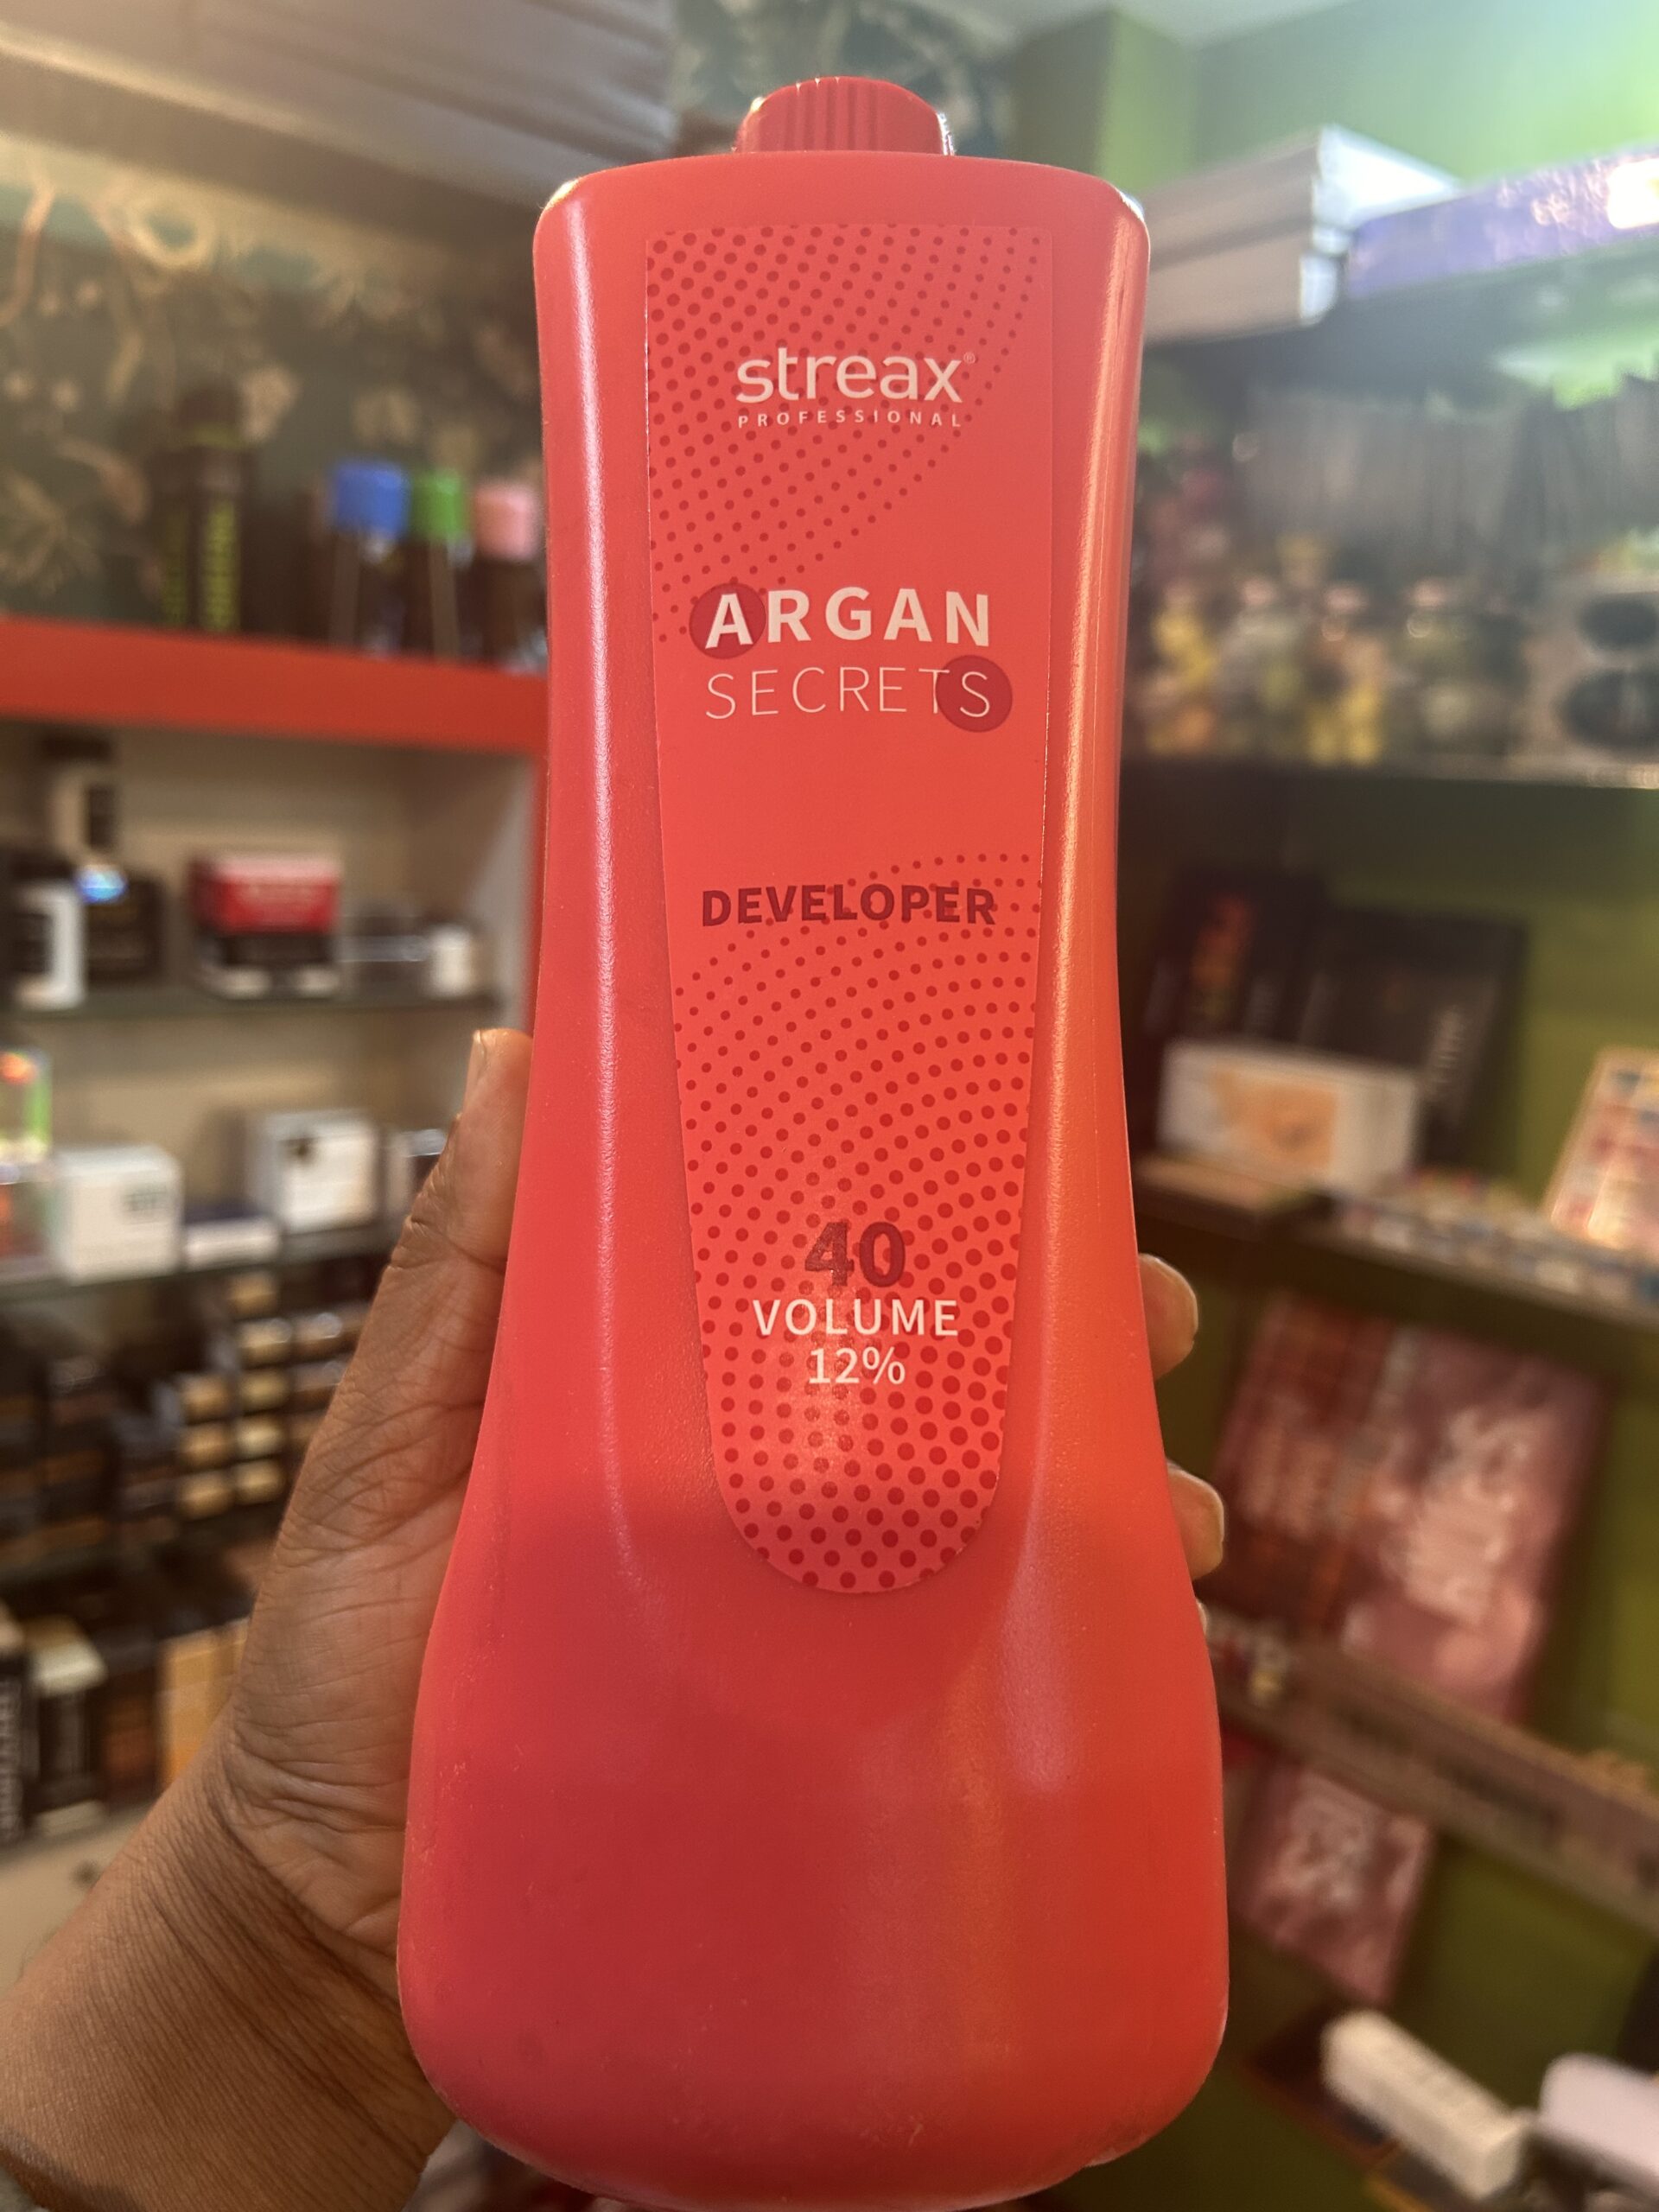 streax®
PROFESSIONAL
ARGAN
SECRETS
DEVELOPER
40
VOLUME
12%